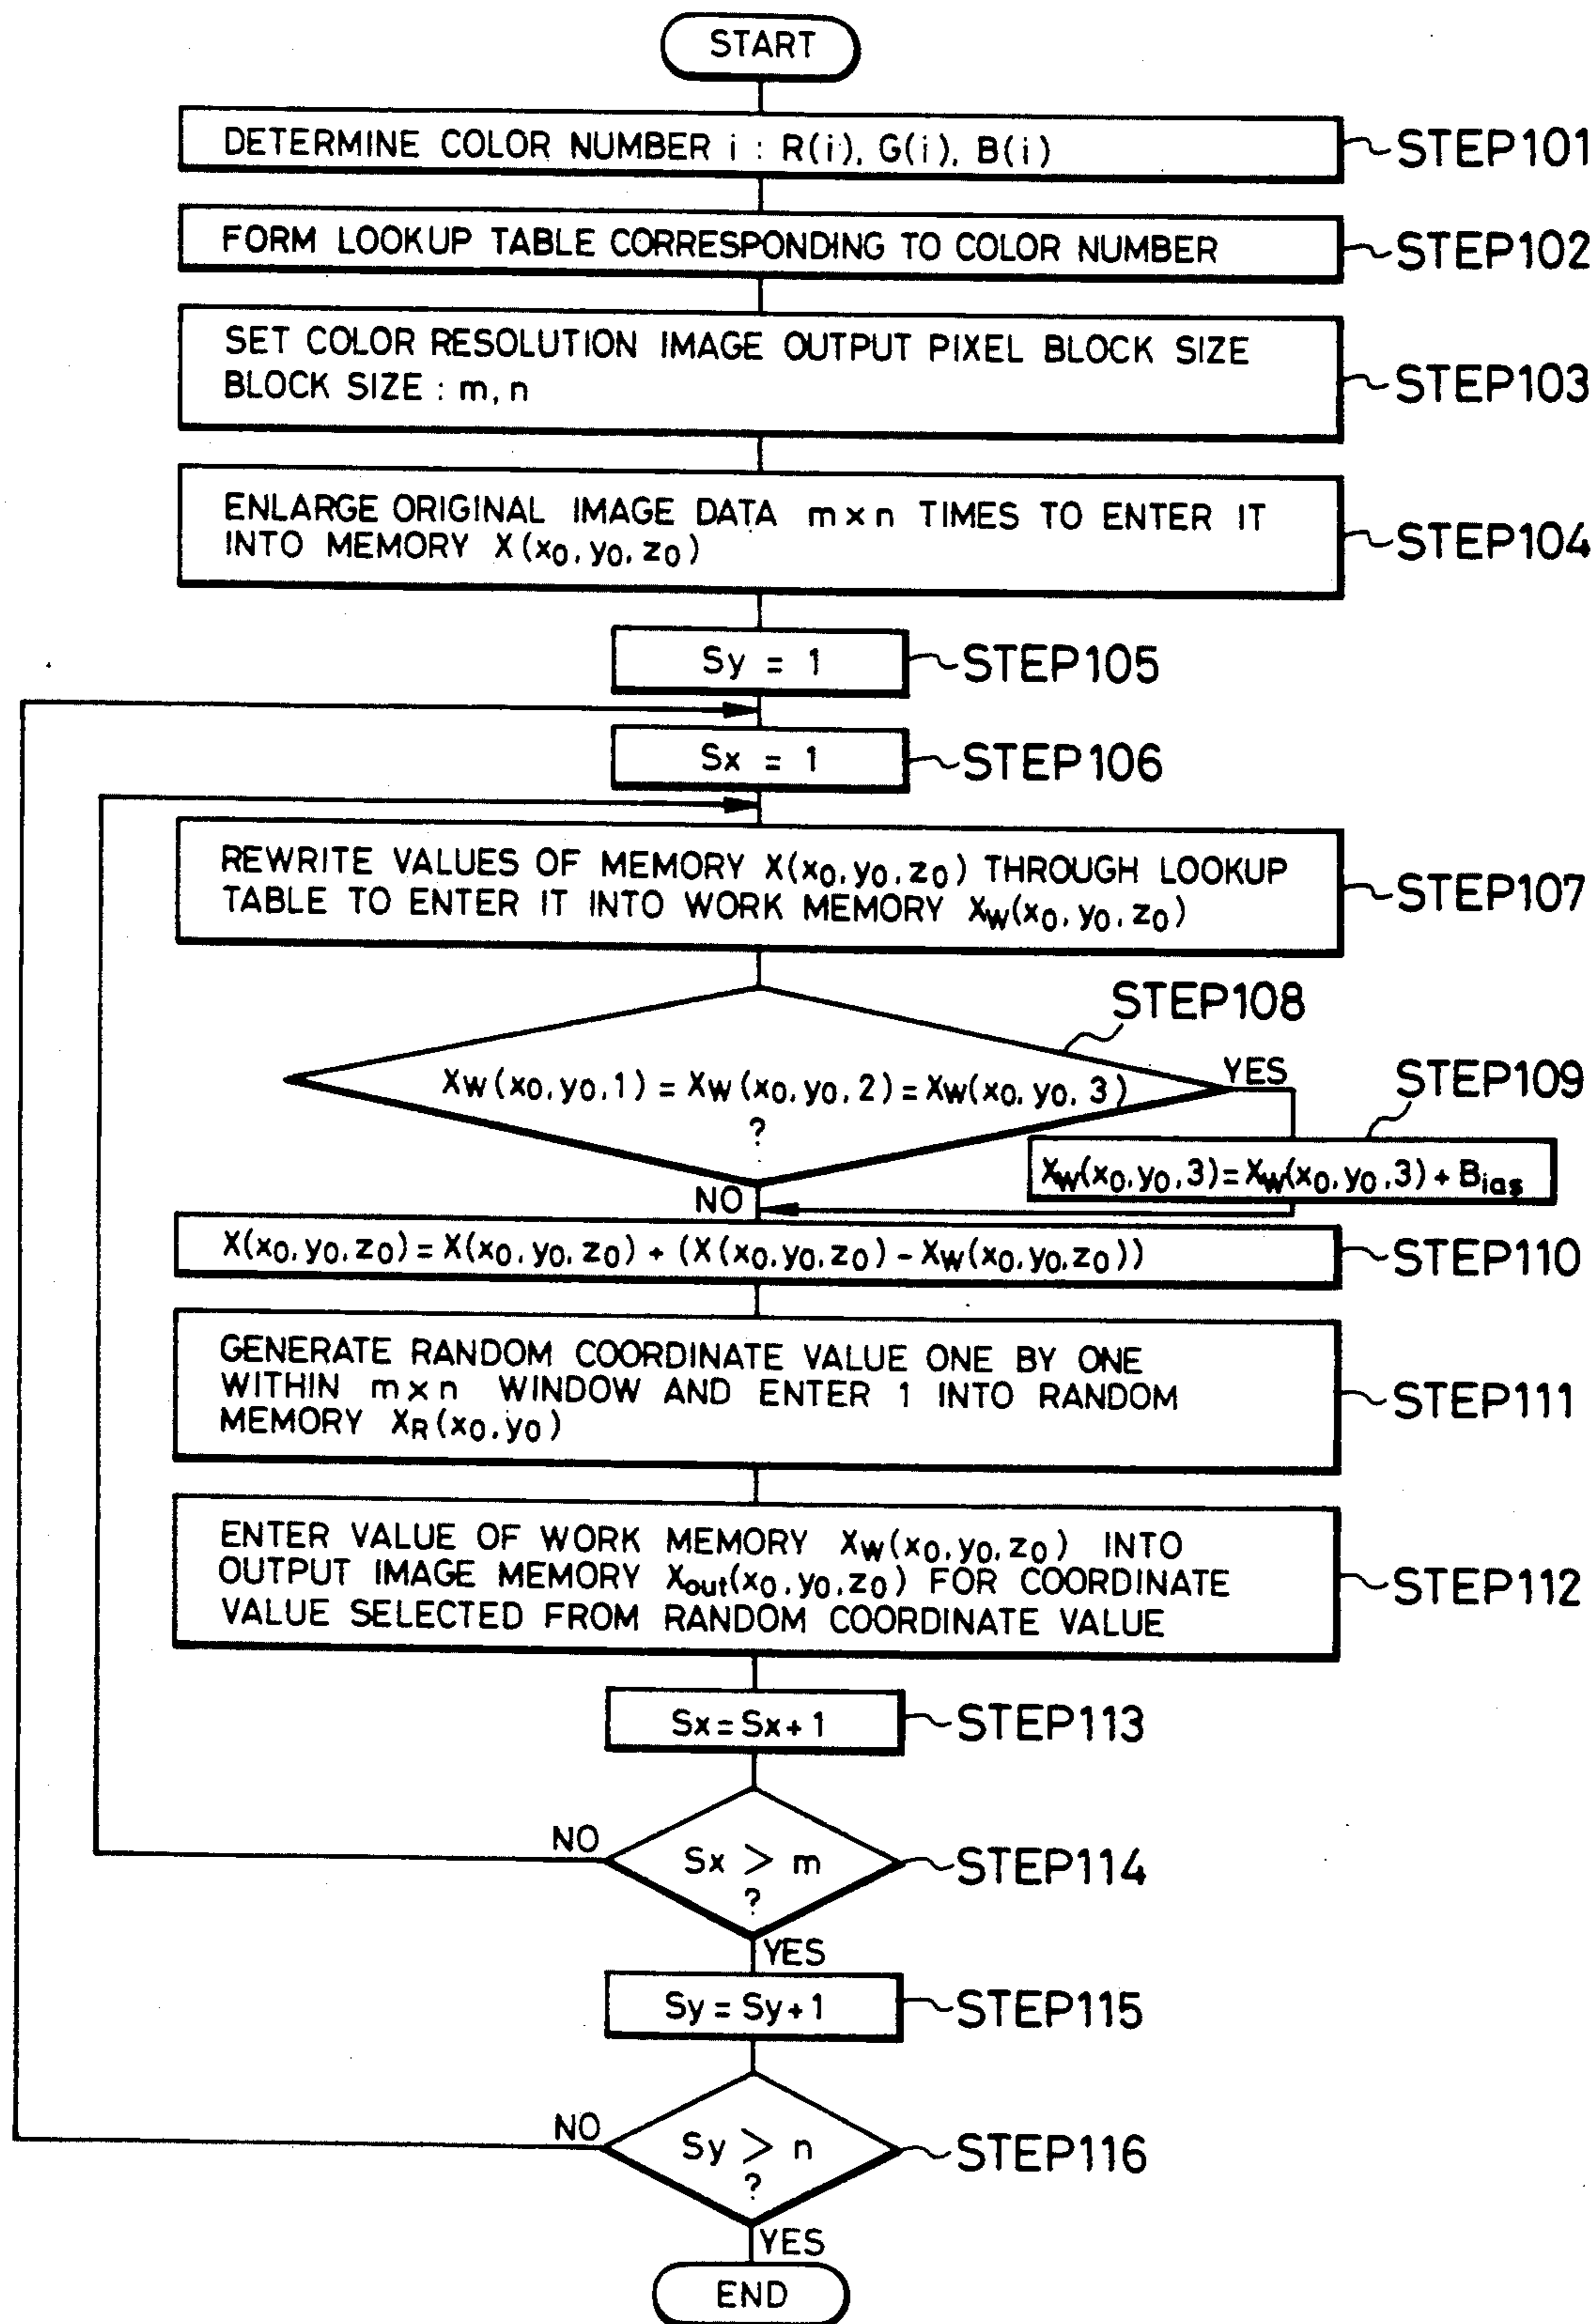 START
DETERMINE COLOR NUMBER i : R(i), G(i), B(i)
STEP101
FORM LOOKUP TABLE CORRESPONDING TO COLOR NUMBER
STEP102
SET COLOR RESOLUTION IMAGE OUTPUT PIXEL BLOCK SIZE
BLOCK SIZE : m, n
STEP103
ENLARGE ORIGINAL IMAGE DATA m×n TIMES TO ENTER IT
INTO MEMORY X(x₀, y₀, z₀)
STEP104
Sy = 1
STEP105
Sx = 1
STEP106
REWRITE VALUES OF MEMORY X(x₀, y₀, z₀) THROUGH LOOKUP
TABLE TO ENTER IT INTO WORK MEMORY Xw(x₀, y₀, z₀)
STEP107
STEP108
Xw(x₀, y₀, 1) = Xw(x₀, y₀, 2) = Xw(x₀, y₀, 3)
?
YES
STEP109
Xw(x₀, y₀, 3) = Xw(x₀, y₀, 3) + Bias
NO
X(x₀, y₀, z₀) = X(x₀, y₀, z₀) + (X(x₀, y₀, z₀) - Xw(x₀, y₀, z₀))
STEP110
GENERATE RANDOM COORDINATE VALUE ONE BY ONE
WITHIN m×n WINDOW AND ENTER 1 INTO RANDOM
MEMORY XR(x₀, y₀)
STEP111
ENTER VALUE OF WORK MEMORY Xw(x₀, y₀, z₀) INTO
OUTPUT IMAGE MEMORY Xout(x₀, y₀, z₀) FOR COORDINATE
VALUE SELECTED FROM RANDOM COORDINATE VALUE
STEP112
Sx = Sx + 1
STEP113
NO
Sx > m
?
STEP114
YES
Sy = Sy + 1
STEP115
NO
Sy > n
?
STEP116
YES
END